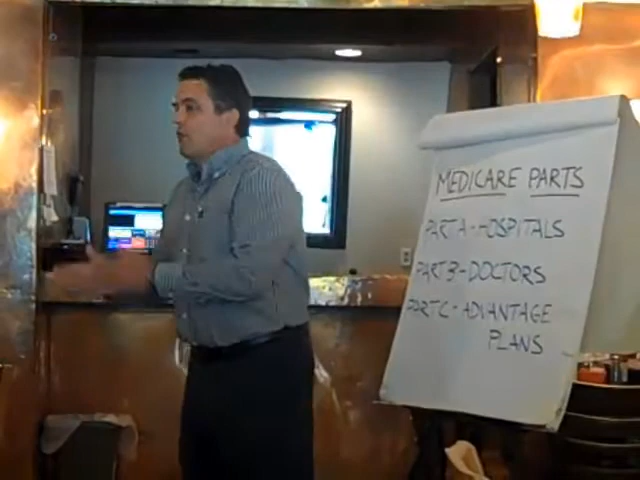 MEDICARE PARTS
PART A - HOSPITALS
PART B - DOCTORS
PART C - ADVANTAGE
PLANS